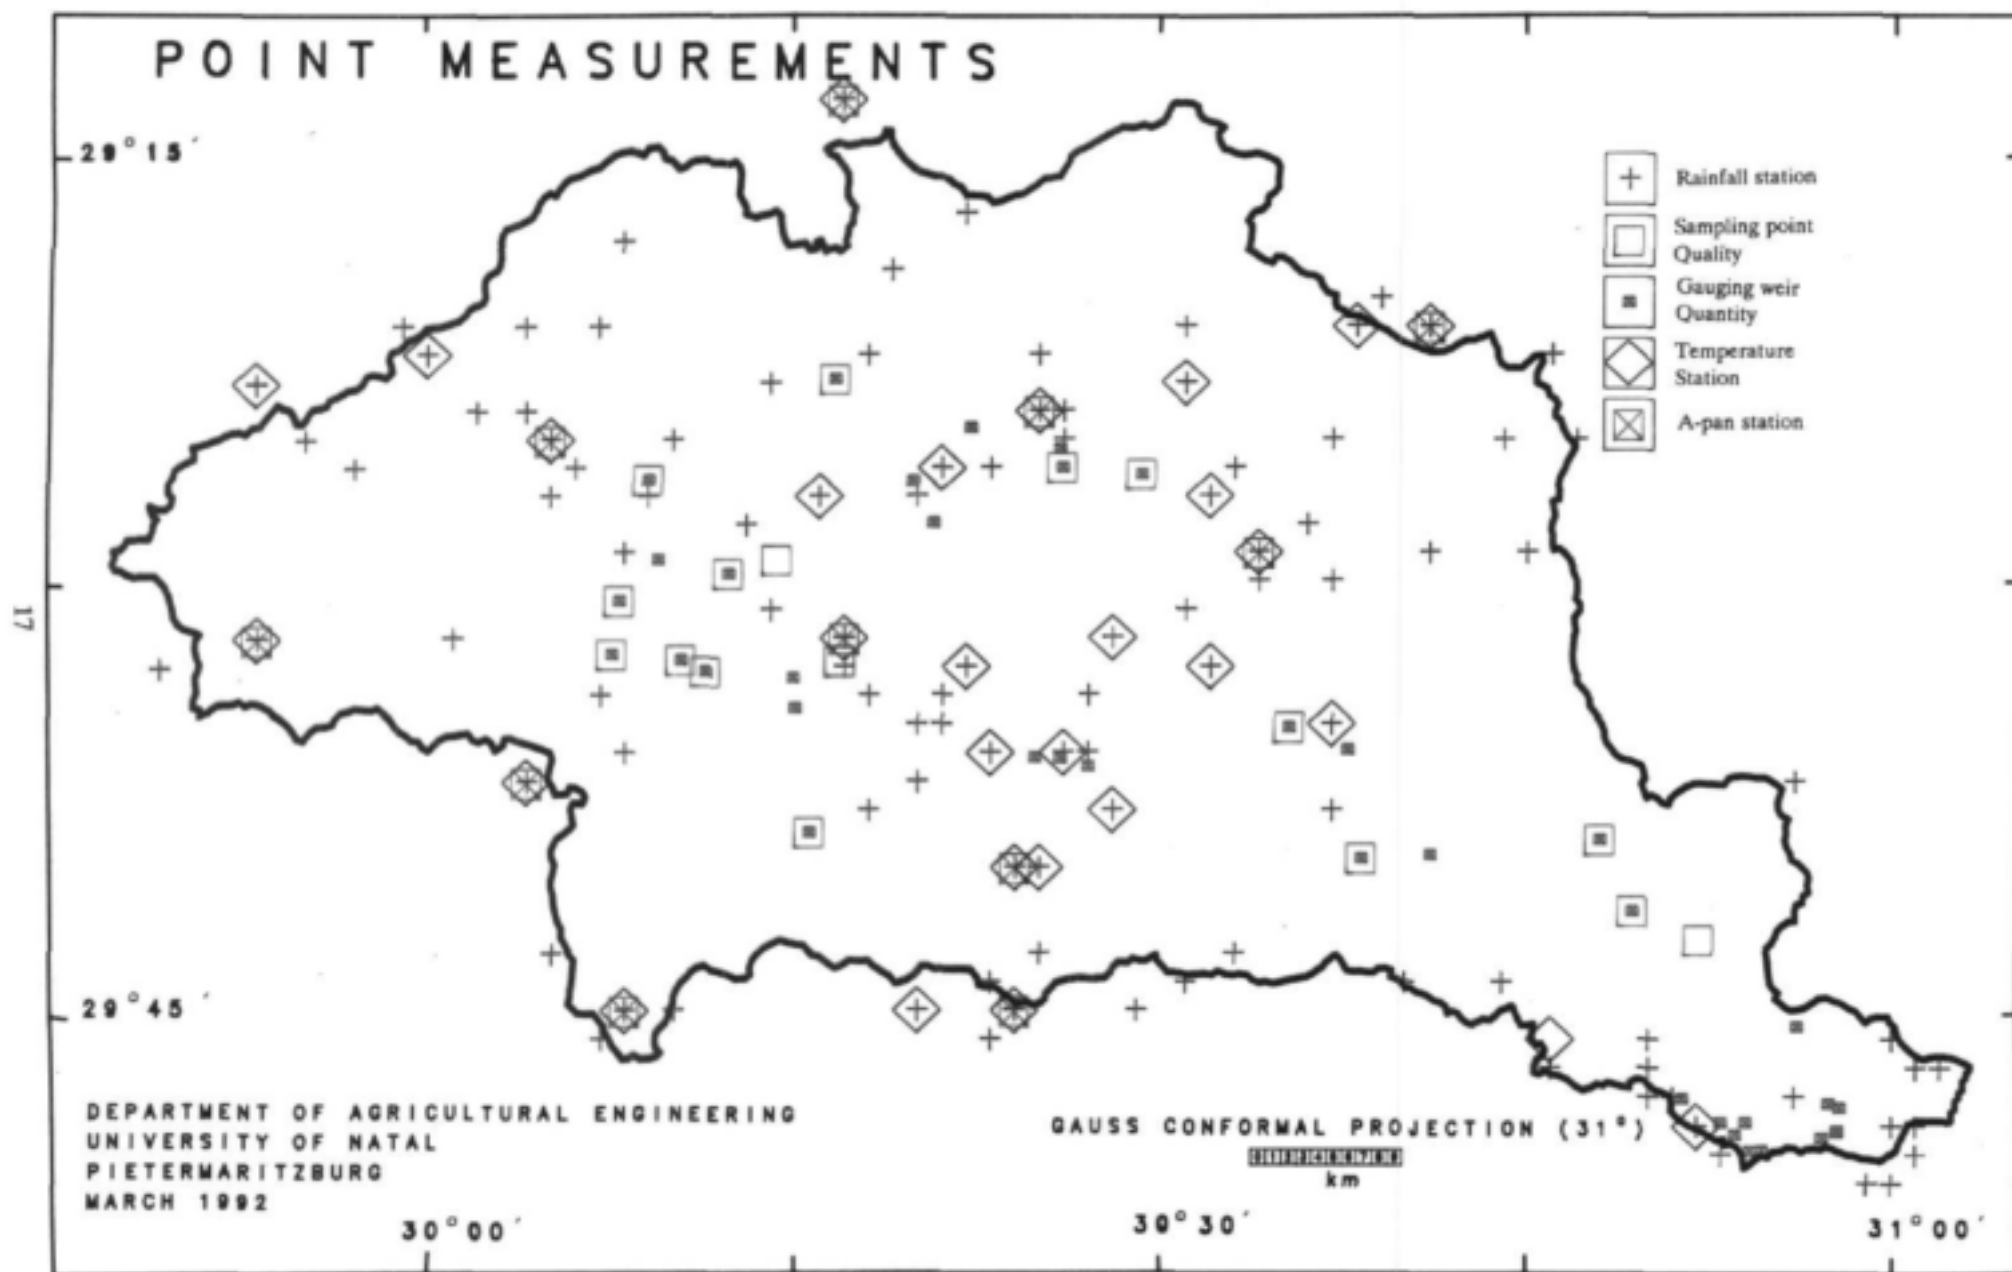 POINT MEASUREMENTS
29°15´
Rainfall station
Sampling point
Quality
Gauging weir
Quantity
Temperature
Station
A-pan station
17
29°45´
DEPARTMENT OF AGRICULTURAL ENGINEERING
UNIVERSITY OF NATAL
PIETERMARITZBURG
MARCH 1992
GAUSS CONFORMAL PROJECTION (31°)
km
30°00´
30°30´
31°00´